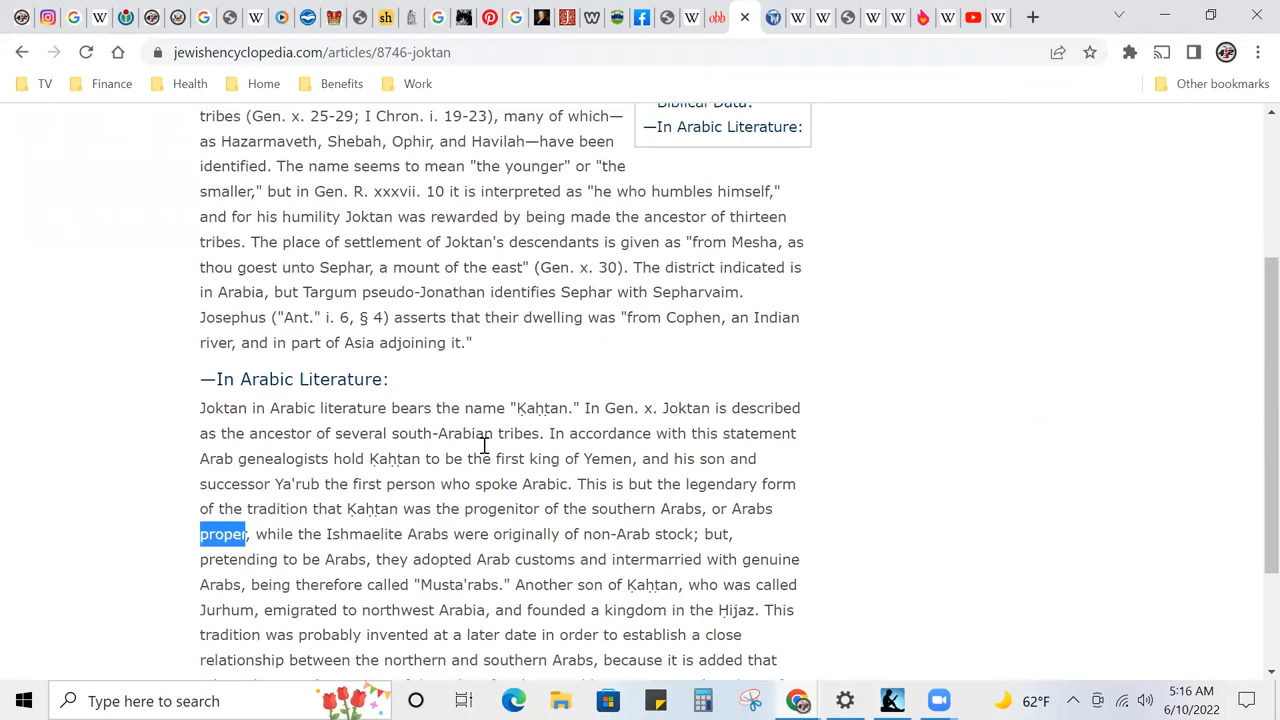 jewishencyclopedia.com/articles/8746-joktan
TV
Finance
Health
Home
Benefits
Work
Other bookmarks
tribes (Gen. x. 25-29; I Chron. i. 19-23), many of which—
Biblical Data:
as Hazarmaveth, Shebah, Ophir, and Havilah—have been
—In Arabic Literature:
identified. The name seems to mean "the younger" or "the
smaller," but in Gen. R. xxxvii. 10 it is interpreted as "he who humbles himself,"
and for his humility Joktan was rewarded by being made the ancestor of thirteen
tribes. The place of settlement of Joktan's descendants is given as "from Mesha, as
thou goest unto Sephar, a mount of the east" (Gen. x. 30). The district indicated is
in Arabia, but Targum pseudo-Jonathan identifies Sephar with Sepharvaim.
Josephus ("Ant." i. 6, § 4) asserts that their dwelling was "from Cophen, an Indian
river, and in part of Asia adjoining it."
—In Arabic Literature:
Joktan in Arabic literature bears the name "Ḳaḥṭan." In Gen. x. Joktan is described
as the ancestor of several south-Arabian tribes. In accordance with this statement
Arab genealogists hold Ḳaḥṭan to be the first king of Yemen, and his son and
successor Ya'rub the first person who spoke Arabic. This is but the legendary form
of the tradition that Ḳaḥṭan was the progenitor of the southern Arabs, or Arabs
proper, while the Ishmaelite Arabs were originally of non-Arab stock; but,
pretending to be Arabs, they adopted Arab customs and intermarried with genuine
Arabs, being therefore called "Musta'rabs." Another son of Ḳaḥṭan, who was called
Jurhum, emigrated to northwest Arabia, and founded a kingdom in the Ḥijaz. This
tradition was probably invented at a later date in order to establish a close
relationship between the northern and southern Arabs, because it is added that
Type here to search
62°F
5:16 AM
6/10/2022